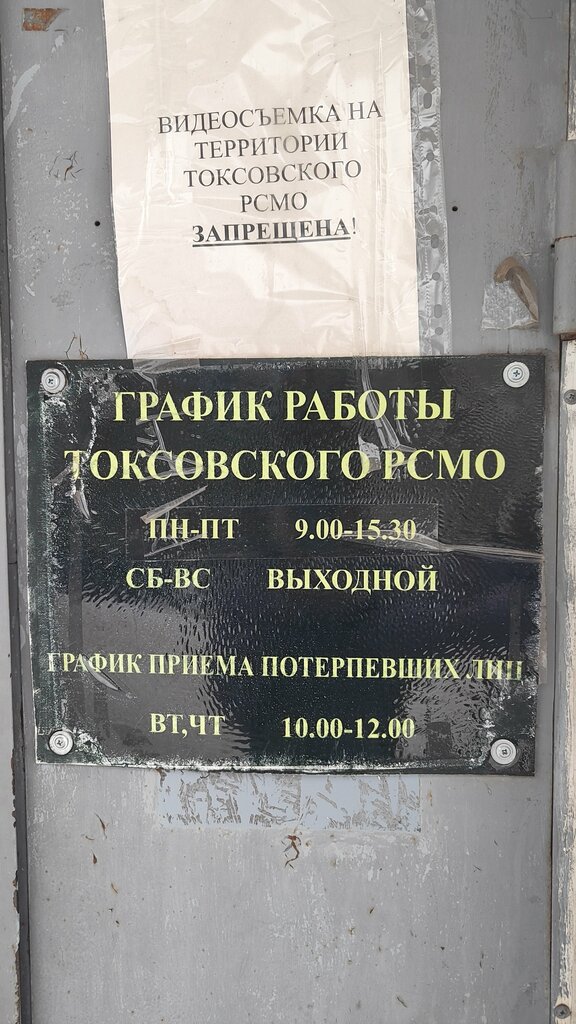 ВИДЕОСЪЕМКА НА
ТЕРРИТОРИИ
ТОКСОВСКОГО
РСМО
ЗАПРЕЩЕНА!
ГРАФИК РАБОТЫ
ТОКСОВСКОГО РСМО
ПН-ПТ 9.00-15.30
СБ-ВС ВЫХОДНОЙ
ГРАФИК ПРИЕМА ПОТЕРПЕВШИХ ЛИЦ
ВТ,ЧТ 10.00-12.00